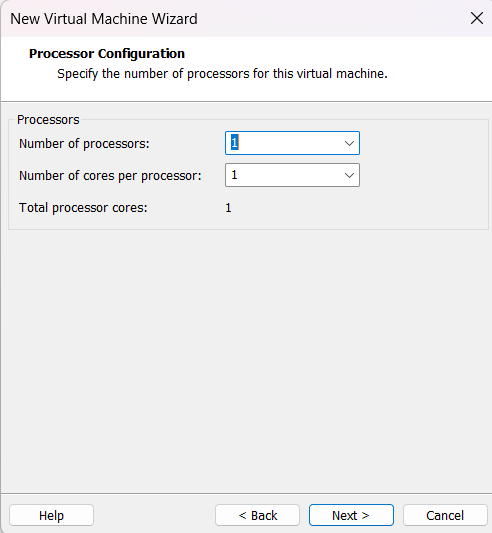 New Virtual Machine Wizard
Processor Configuration
Specify the number of processors for this virtual machine.
Processors
Number of processors: 1
Number of cores per processor: 1
Total processor cores: 1
Help < Back Next > Cancel